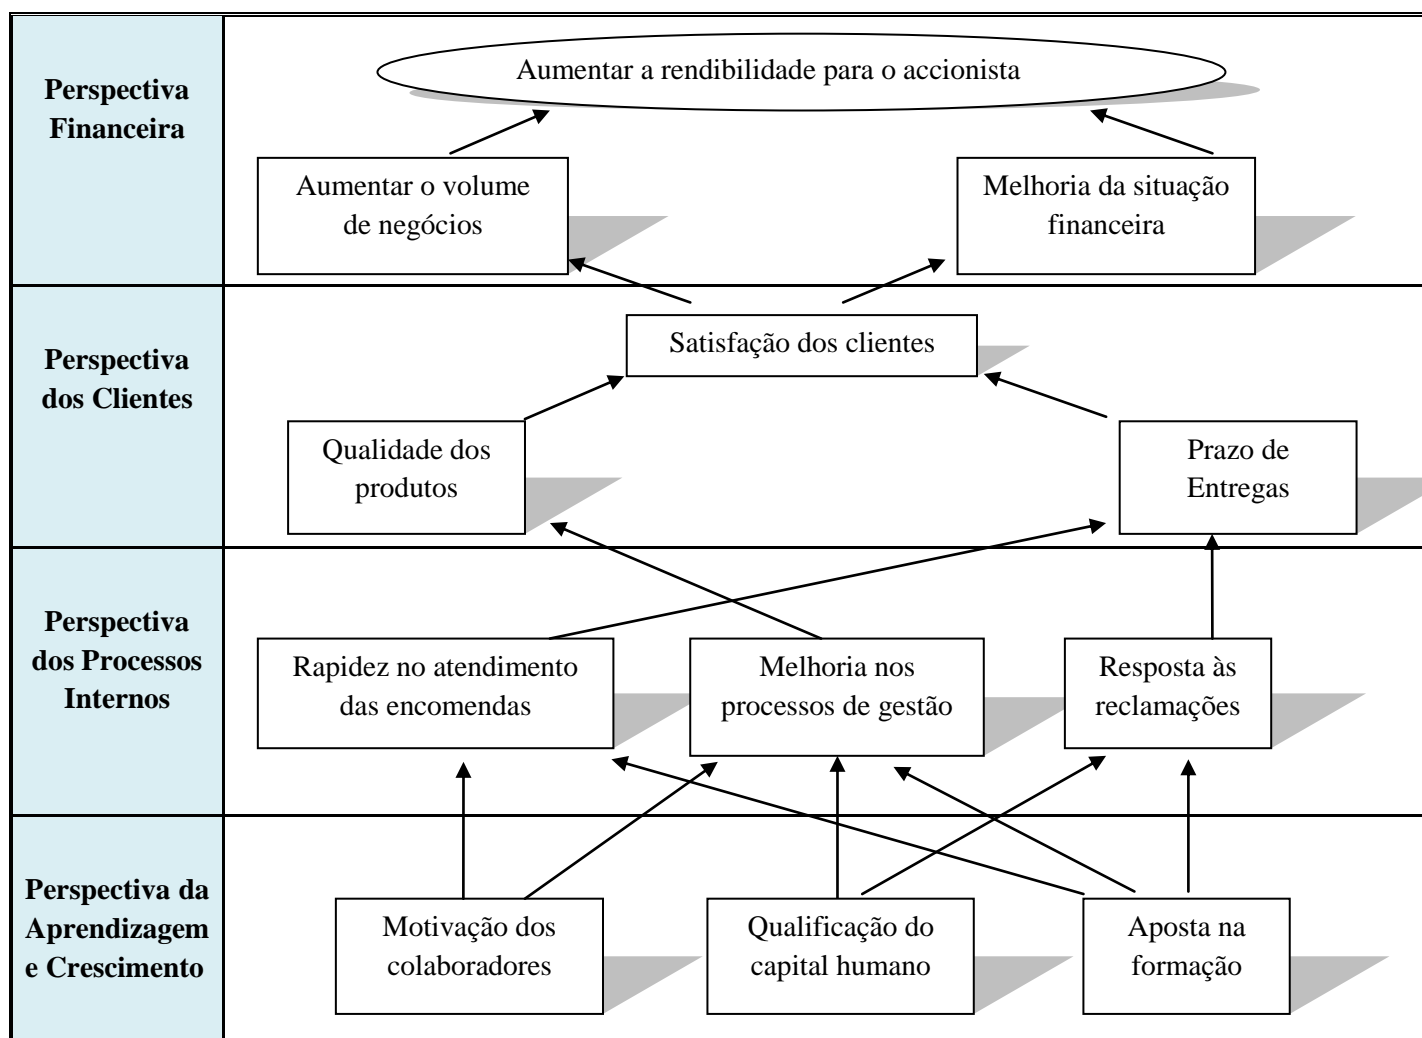 Perspectiva
Financeira
Aumentar a rendibilidade para o accionista
Aumentar o volume
de negócios
Melhoria da situação
financeira
Perspectiva
dos Clientes
Satisfação dos clientes
Qualidade dos
produtos
Prazo de
Entregas
Perspectiva
dos Processos
Internos
Rapidez no atendimento
das encomendas
Melhoria nos
processos de gestão
Resposta às
reclamações
Perspectiva da
Aprendizagem
e Crescimento
Motivação dos
colaboradores
Qualificação do
capital humano
Aposta na
formação